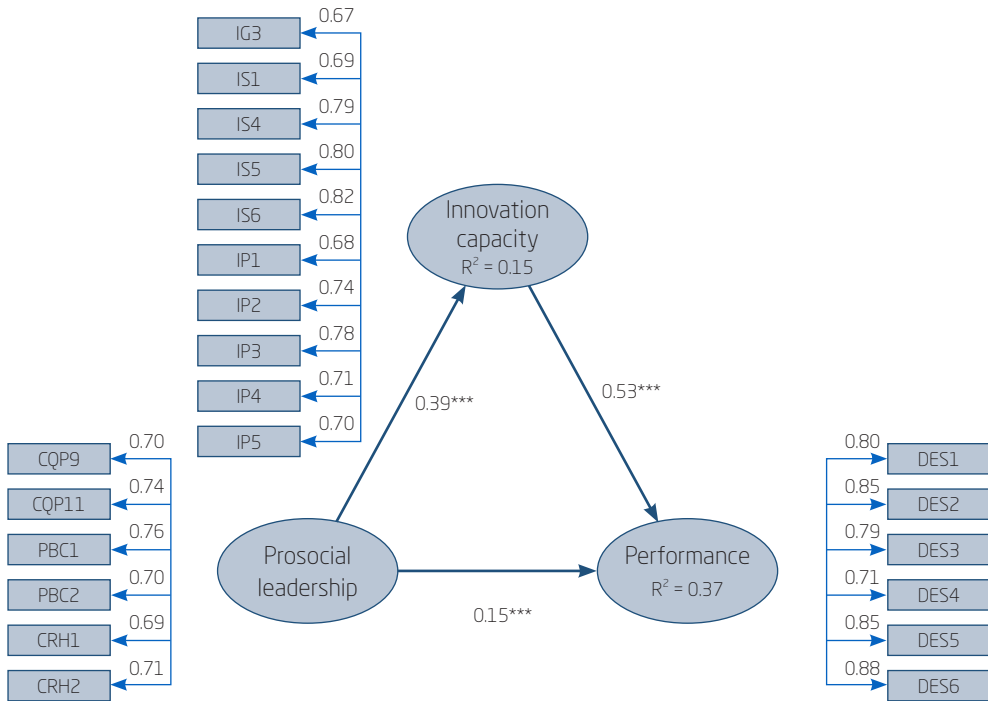 0.67
IG3
0.69
IS1
0.79
IS4
0.80
IS5
0.82
IS6
0.68
IP1
0.74
IP2
0.78
IP3
0.71
IP4
0.70
IP5
Innovation
capacity
R² = 0.15
0.39***
0.53***
0.70
CQP9
0.74
CQP11
0.76
PBC1
0.70
PBC2
0.69
CRH1
0.71
CRH2
Prosocial
leadership
0.15***
Performance
R² = 0.37
0.80
DES1
0.85
DES2
0.79
DES3
0.71
DES4
0.85
DES5
0.88
DES6